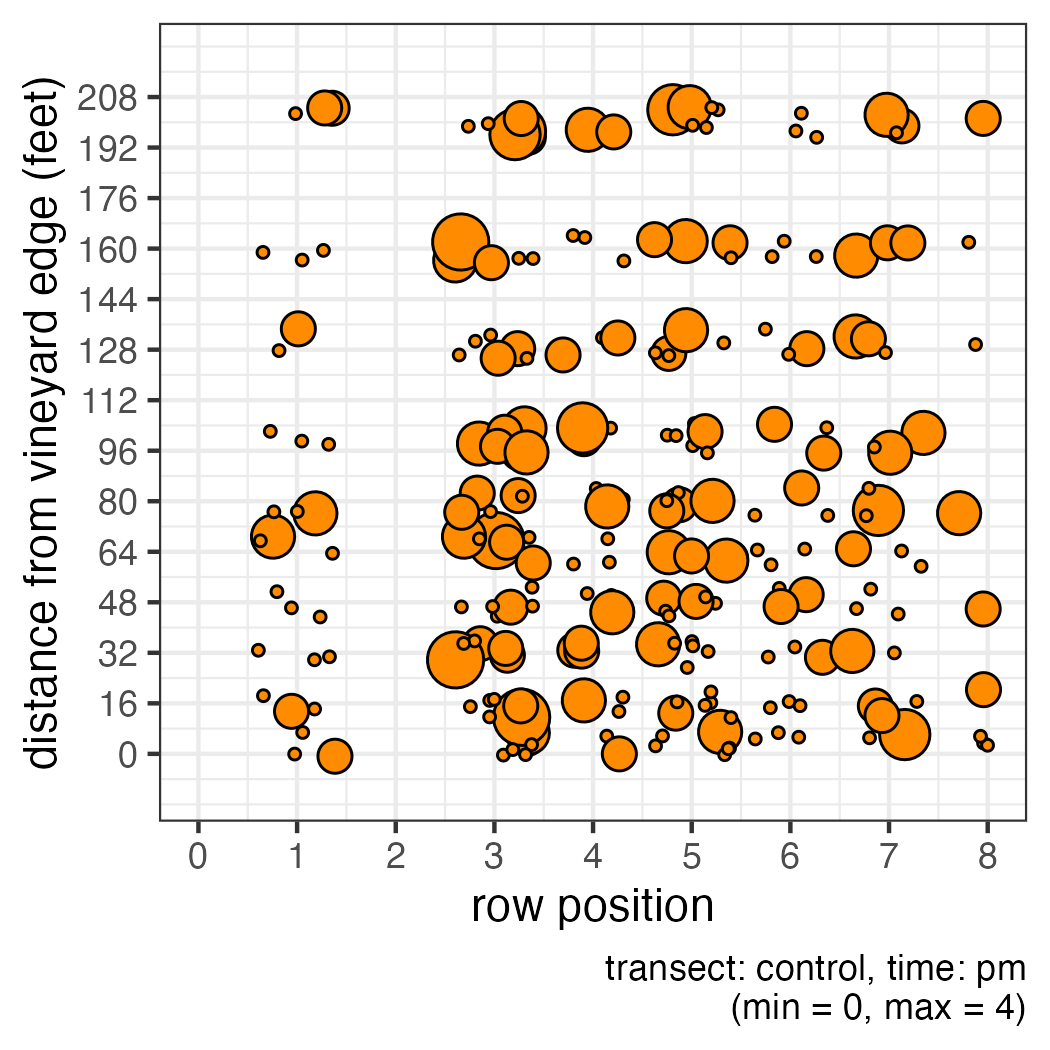 distance from vineyard edge (feet)
208
192
176
160
144
128
112
96
80
64
48
32
16
0
0 1 2 3 4 5 6 7 8
row position
transect: control, time: pm
(min = 0, max = 4)